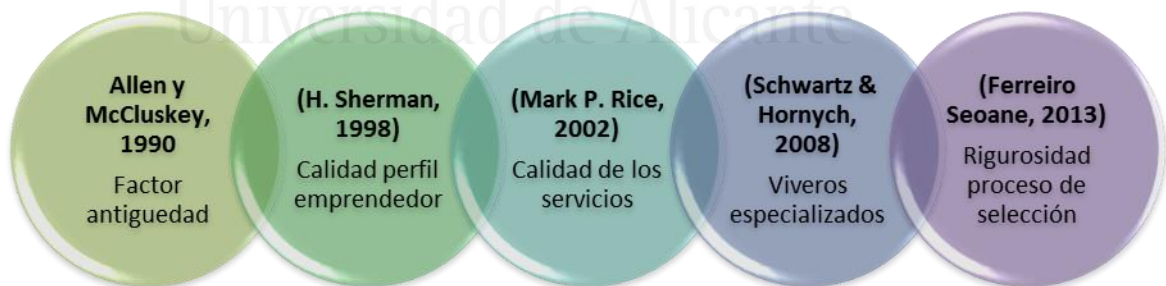 Universidad de Alicante
Allen y
McCluskey,
1990
Factor
antiguedad
(H. Sherman,
1998)
Calidad perfil
emprendedor
(Mark P. Rice,
2002)
Calidad de los
servicios
(Schwartz &
Hornych,
2008)
Viveros
especializados
(Ferreiro
Seoane, 2013)
Rigurosidad
proceso de
selección